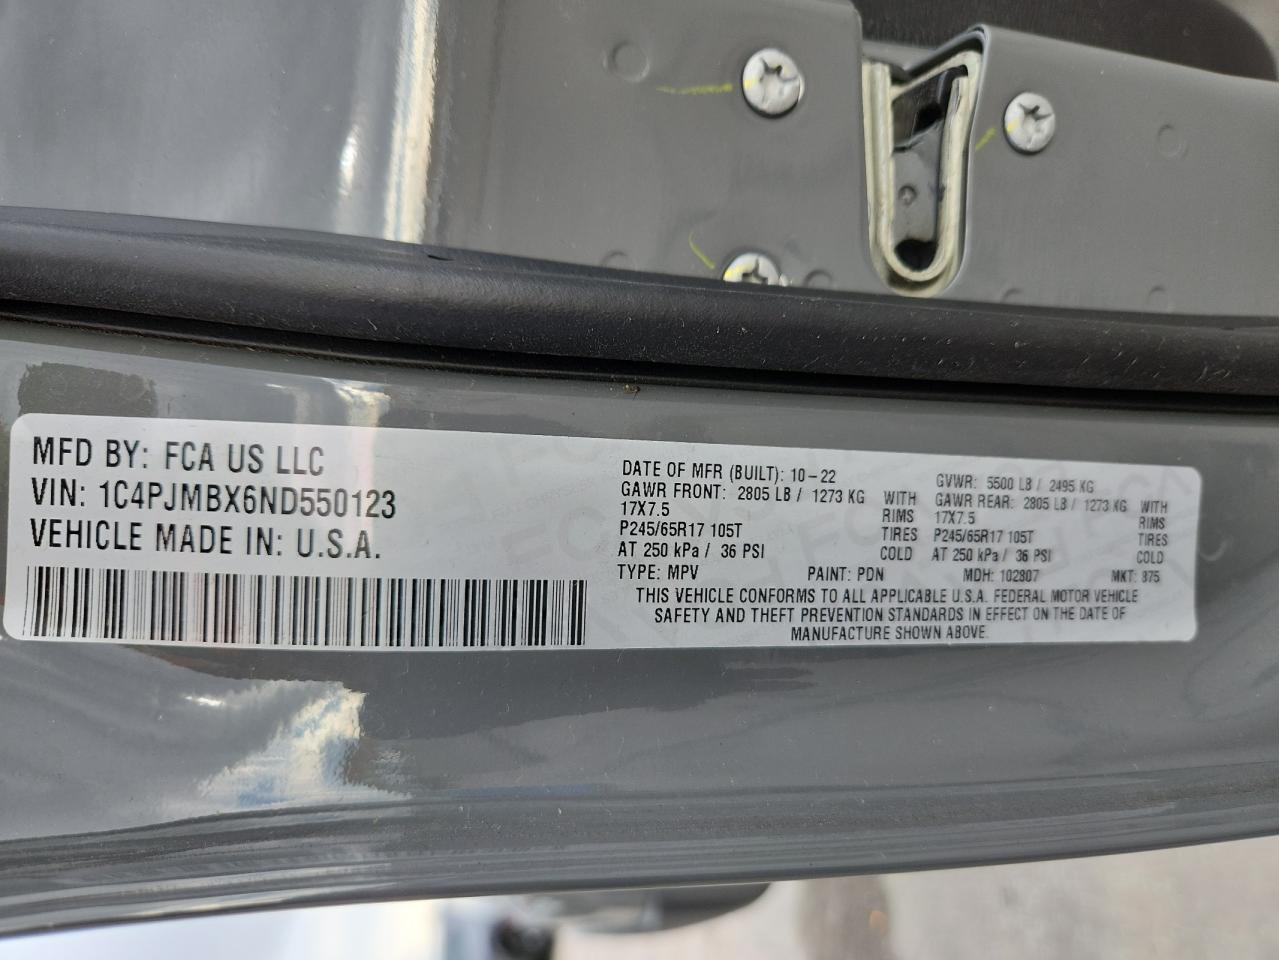 MFD BY: FCA US LLC
VIN: 1C4PJMBX6ND550123
VEHICLE MADE IN: U.S.A.
DATE OF MFR (BUILT): 10-22
GAWR FRONT: 2805 LB / 1273 KG WITH
17X7.5 RIMS
P245/65R17 105T TIRES
AT 250 kPa / 36 PSI COLD
GVWR: 5500 LB / 2495 KG
GAWR REAR: 2805 LB / 1273 KG WITH
17X7.5 RIMS
P245/65R17 105T TIRES
AT 250 kPa / 36 PSI COLD
TYPE: MPV PAINT: PDN MDH: 102807 MKT: 875
THIS VEHICLE CONFORMS TO ALL APPLICABLE U.S.A. FEDERAL MOTOR VEHICLE
SAFETY AND THEFT PREVENTION STANDARDS IN EFFECT ON THE DATE OF
MANUFACTURE SHOWN ABOVE.